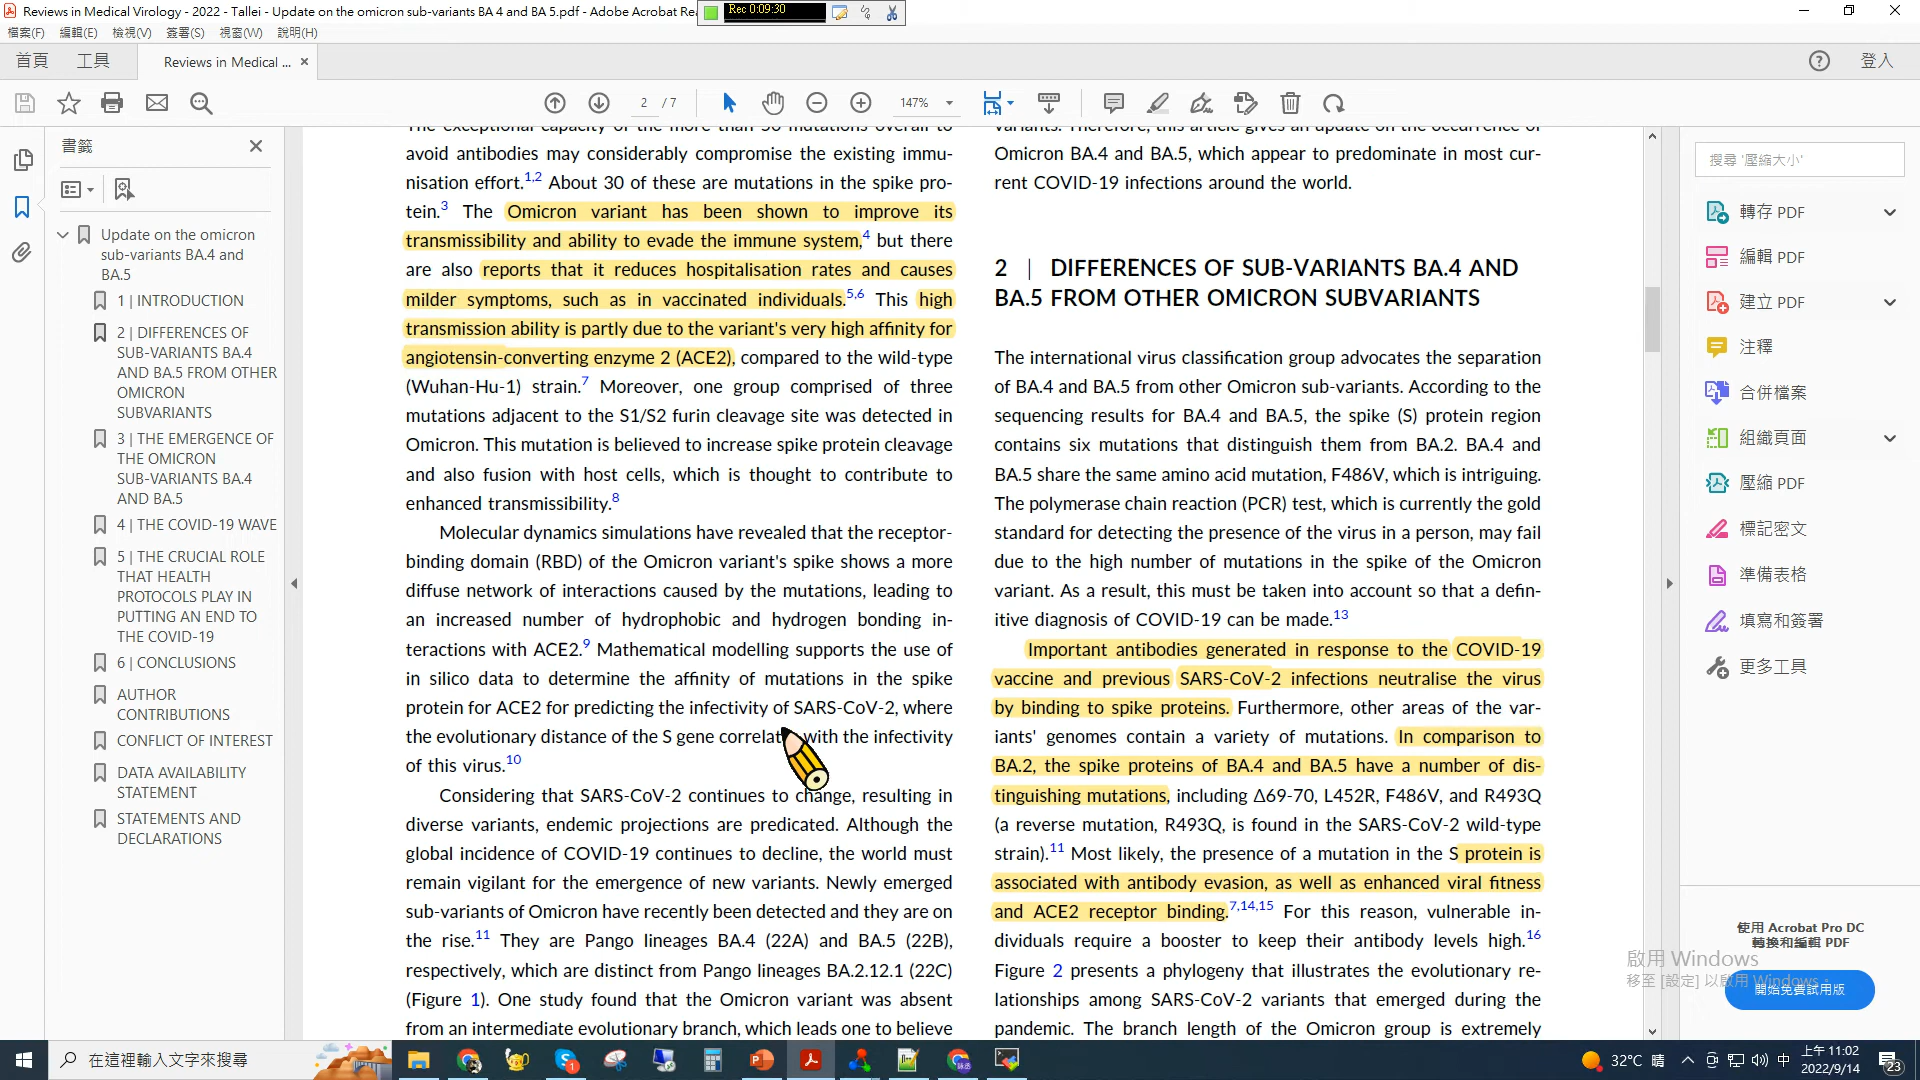 Reviews in Medical Virology - 2022 - Tallei - Update on the omicron sub-variants BA 4 and BA 5.pdf - Adobe Acrobat Rea
Rec 0:09:30
檔案(F) 編輯(E) 檢視(V) 簽署(S) 視窗(W) 說明(H)
首頁 工具 Reviews in Medical ... × 登入
2 / 7 147%
書籤
Update on the omicron
sub-variants BA.4 and
BA.5
1 | INTRODUCTION
2 | DIFFERENCES OF
SUB-VARIANTS BA.4
AND BA.5 FROM OTHER
OMICRON
SUBVARIANTS
3 | THE EMERGENCE OF
THE OMICRON
SUB-VARIANTS BA.4
AND BA.5
4 | THE COVID-19 WAVE
5 | THE CRUCIAL ROLE
THAT HEALTH
PROTOCOLS PLAY IN
PUTTING AN END TO
THE COVID-19
6 | CONCLUSIONS
AUTHOR
CONTRIBUTIONS
CONFLICT OF INTEREST
DATA AVAILABILITY
STATEMENT
STATEMENTS AND
DECLARATIONS
The exceptional capacity of the more than 50 mutations overall to
avoid antibodies may considerably compromise the existing immu-
nisation effort.1,2 About 30 of these are mutations in the spike pro-
tein.3 The Omicron variant has been shown to improve its
transmissibility and ability to evade the immune system,4 but there
are also reports that it reduces hospitalisation rates and causes
milder symptoms, such as in vaccinated individuals.5,6 This high
transmission ability is partly due to the variant's very high affinity for
angiotensin-converting enzyme 2 (ACE2), compared to the wild-type
(Wuhan-Hu-1) strain.7 Moreover, one group comprised of three
mutations adjacent to the S1/S2 furin cleavage site was detected in
Omicron. This mutation is believed to increase spike protein cleavage
and also fusion with host cells, which is thought to contribute to
enhanced transmissibility.8
Molecular dynamics simulations have revealed that the receptor-
binding domain (RBD) of the Omicron variant's spike shows a more
diffuse network of interactions caused by the mutations, leading to
an increased number of hydrophobic and hydrogen bonding in-
teractions with ACE2.9 Mathematical modelling supports the use of
in silico data to determine the affinity of mutations in the spike
protein for ACE2 for predicting the infectivity of SARS-CoV-2, where
the evolutionary distance of the S gene correlat with the infectivity
of this virus.10
Considering that SARS-CoV-2 continues to change, resulting in
diverse variants, endemic projections are predicated. Although the
global incidence of COVID-19 continues to decline, the world must
remain vigilant for the emergence of new variants. Newly emerged
sub-variants of Omicron have recently been detected and they are on
the rise.11 They are Pango lineages BA.4 (22A) and BA.5 (22B),
respectively, which are distinct from Pango lineages BA.2.12.1 (22C)
(Figure 1). One study found that the Omicron variant was absent
from an intermediate evolutionary branch, which leads one to believe
variants. Therefore, this article gives an update on the occurrence of
Omicron BA.4 and BA.5, which appear to predominate in most cur-
rent COVID-19 infections around the world.
2 | DIFFERENCES OF SUB-VARIANTS BA.4 AND
BA.5 FROM OTHER OMICRON SUBVARIANTS
The international virus classification group advocates the separation
of BA.4 and BA.5 from other Omicron sub-variants. According to the
sequencing results for BA.4 and BA.5, the spike (S) protein region
contains six mutations that distinguish them from BA.2. BA.4 and
BA.5 share the same amino acid mutation, F486V, which is intriguing.
The polymerase chain reaction (PCR) test, which is currently the gold
standard for detecting the presence of the virus in a person, may fail
due to the high number of mutations in the spike of the Omicron
variant. As a result, this must be taken into account so that a defin-
itive diagnosis of COVID-19 can be made.13
Important antibodies generated in response to the COVID-19
vaccine and previous SARS-CoV-2 infections neutralise the virus
by binding to spike proteins. Furthermore, other areas of the var-
iants' genomes contain a variety of mutations. In comparison to
BA.2, the spike proteins of BA.4 and BA.5 have a number of dis-
tinguishing mutations, including Δ69-70, L452R, F486V, and R493Q
(a reverse mutation, R493Q, is found in the SARS-CoV-2 wild-type
strain).11 Most likely, the presence of a mutation in the S protein is
associated with antibody evasion, as well as enhanced viral fitness
and ACE2 receptor binding.7,14,15 For this reason, vulnerable in-
dividuals require a booster to keep their antibody levels high.16
Figure 2 presents a phylogeny that illustrates the evolutionary re-
lationships among SARS-CoV-2 variants that emerged during the
pandemic. The branch length of the Omicron group is extremely
搜尋 '壓縮大小'
轉存 PDF
編輯 PDF
建立 PDF
注釋
合併檔案
組織頁面
壓縮 PDF
標記密文
準備表格
填寫和簽署
更多工具
使用 Acrobat Pro DC
轉換和編輯 PDF
啟用 Windows
移至 [設定] 以啟用 Windows。
開始免費試用版
在這裡輸入文字來搜尋
32°C 晴 中 上午 11:02
2022/9/14
23